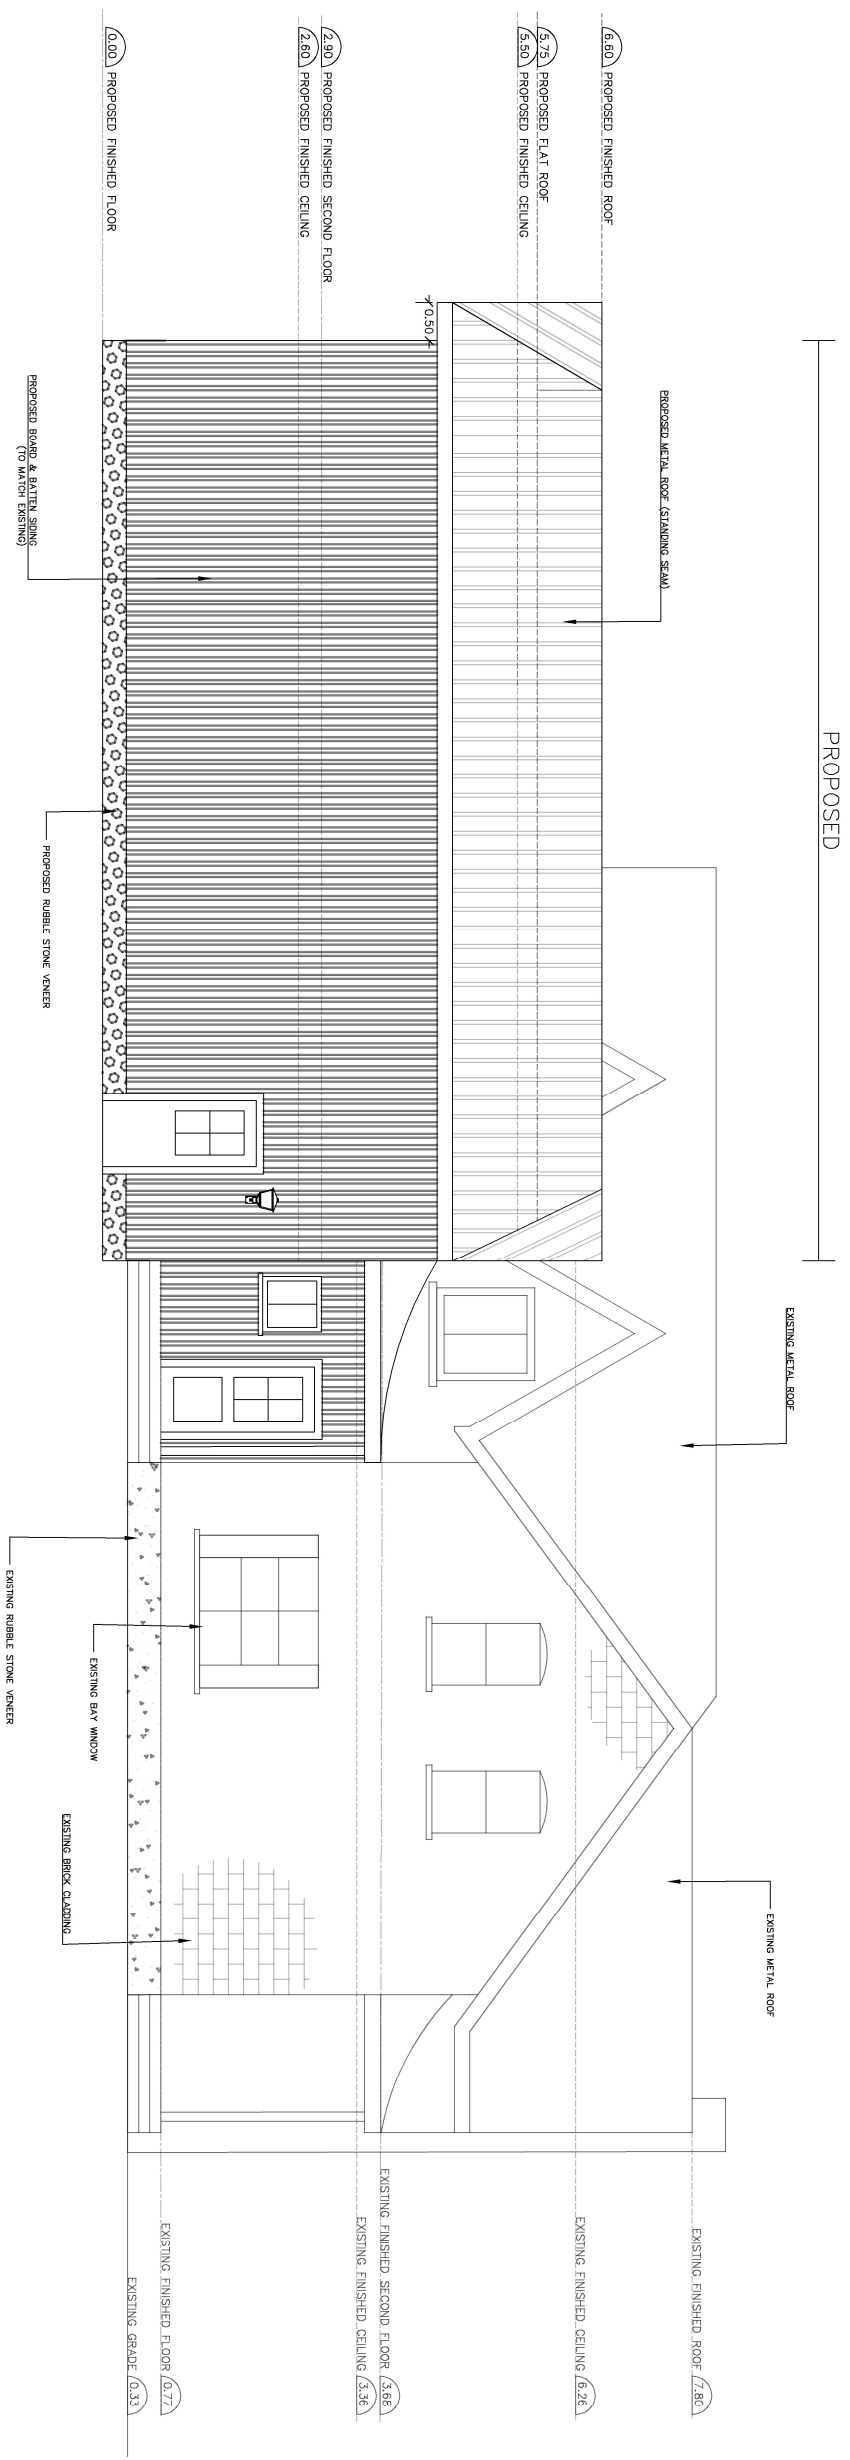 PROPOSED
6.60 PROPOSED FINISHED ROOF
5.75 PROPOSED FLAT ROOF
5.50 PROPOSED FINISHED CEILING
2.90 PROPOSED FINISHED SECOND FLOOR
2.60 PROPOSED FINISHED CEILING
0.00 PROPOSED FINISHED FLOOR
0.50
PROPOSED METAL ROOF (STANDING SEAM)
PROPOSED BOARD & BATTEN SIDING
(TO MATCH EXISTING)
PROPOSED RUBBLE STONE VENEER
EXISTING METAL ROOF
EXISTING RUBBLE STONE VENEER
EXISTING BAY WINDOW
EXISTING BRICK CLADDING
EXISTING METAL ROOF
EXISTING FINISHED ROOF 7.80
EXISTING FINISHED CEILING 6.26
EXISTING FINISHED SECOND FLOOR 3.68
EXISTING FINISHED CEILING 3.36
EXISTING FINISHED FLOOR 0.77
EXISTING GRADE 0.33